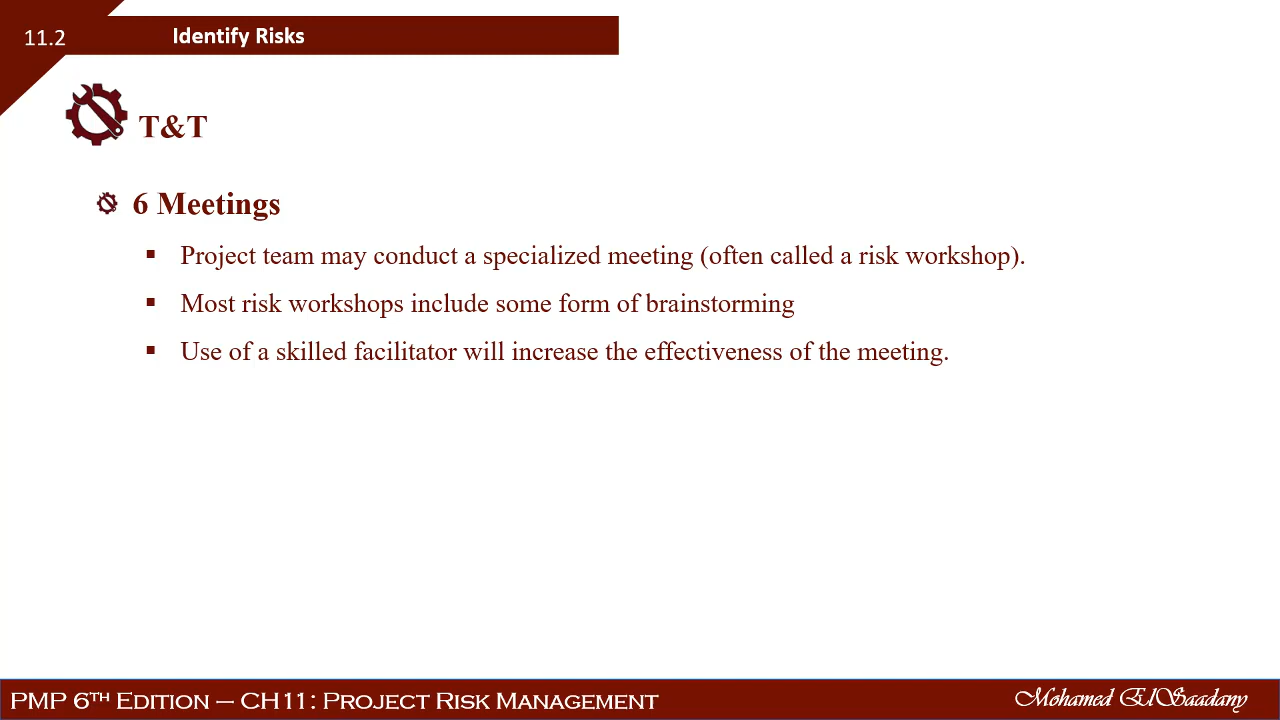 11.2
Identify Risks
T&T
6 Meetings
▪ Project team may conduct a specialized meeting (often called a risk workshop).
▪ Most risk workshops include some form of brainstorming
▪ Use of a skilled facilitator will increase the effectiveness of the meeting.
PMP 6TH Edition – CH11: Project Risk Management
Mohamed ElSaadany